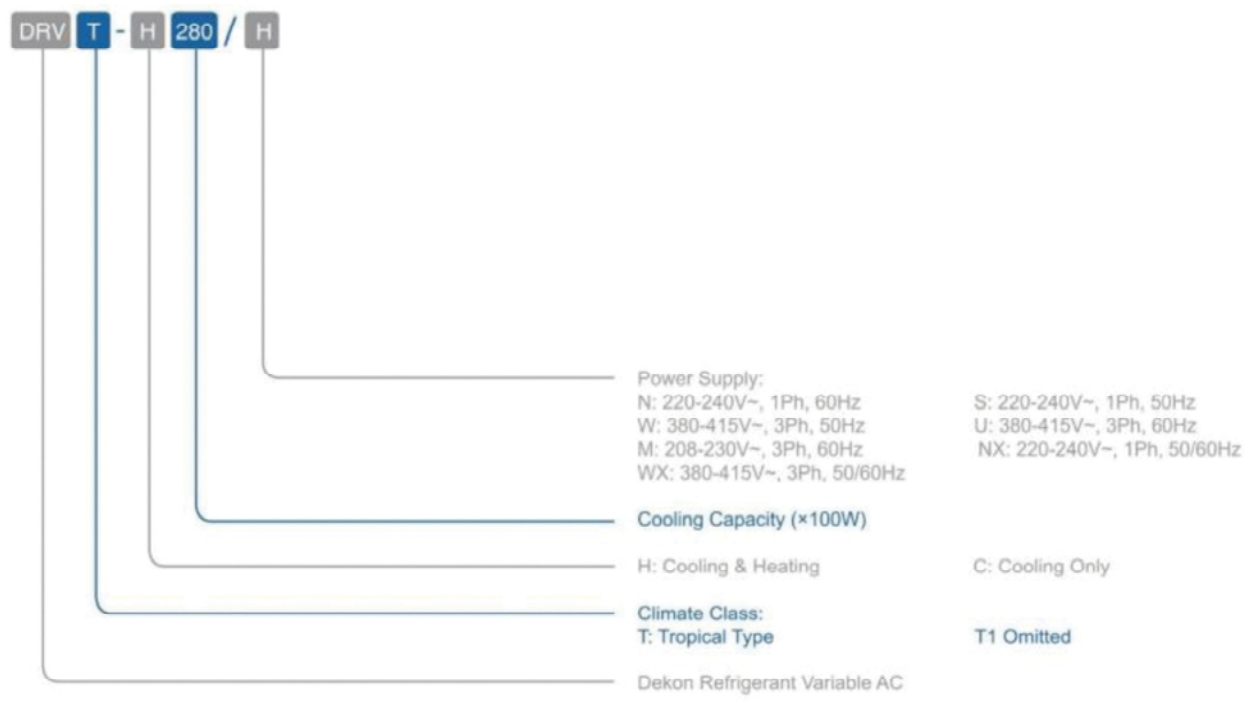 DRV T - H 280 / H
Power Supply:
N: 220-240V~, 1Ph, 60Hz S: 220-240V~, 1Ph, 50Hz
W: 380-415V~, 3Ph, 50Hz U: 380-415V~, 3Ph, 60Hz
M: 208-230V~, 3Ph, 60Hz NX: 220-240V~, 1Ph, 50/60Hz
WX: 380-415V~, 3Ph, 50/60Hz
Cooling Capacity (×100W)
H: Cooling & Heating C: Cooling Only
Climate Class:
T: Tropical Type T1 Omitted
Dekon Refrigerant Variable AC